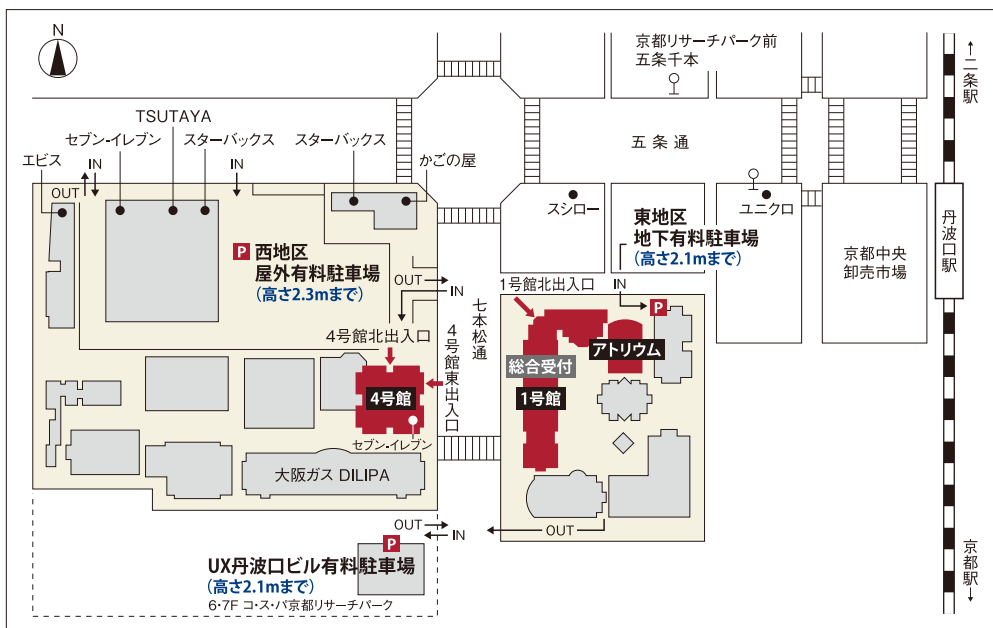 N
京都リサーチパーク前
五条千本
↑二条駅
TSUTAYA
セブン-イレブン
スターバックス
スターバックス
エビス
IN
IN
かごの屋
OUT
五条通
スシロー
ユニクロ
東地区
地下有料駐車場
(高さ2.1mまで)
京都中央
卸売市場
丹波口駅
P 西地区
屋外有料駐車場
(高さ2.3mまで)
OUT
IN
1号館北出入口
IN
P
七本松通
4号館北出入口
4号館東出入口
アトリウム
総合受付
4号館
1号館
セブン-イレブン
大阪ガス DILIPA
OUT
IN
OUT
P
UX丹波口ビル有料駐車場
(高さ2.1mまで)
6・7F コ・ス・パ京都リサーチパーク
京都駅↓